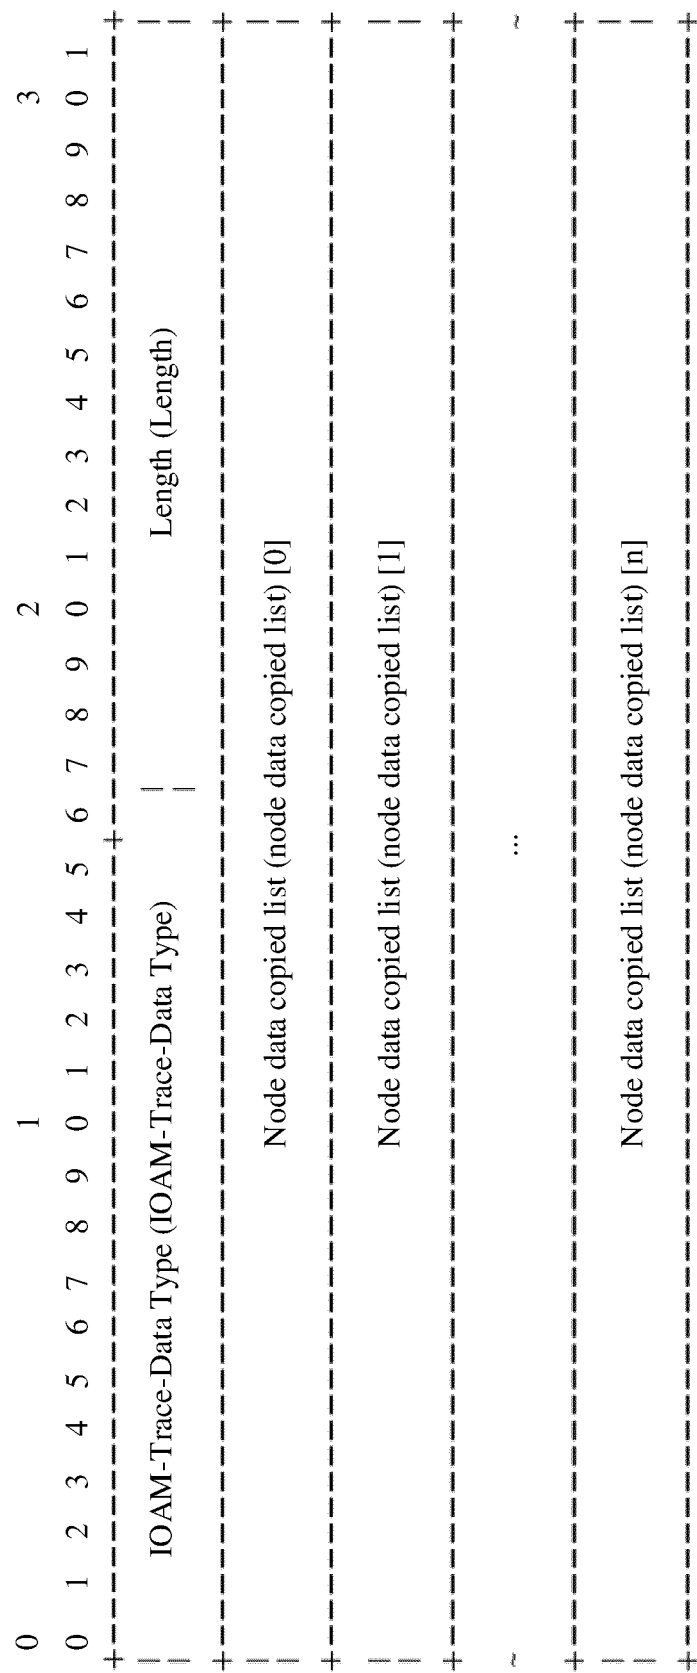 0 1 2 3
0 1 2 3 4 5 6 7 8 9 0 1 2 3 4 5 6 7 8 9 0 1 2 3 4 5 6 7 8 9 0 1
IOAM-Trace-Data Type (IOAM-Trace-Data Type) | Length (Length)
Node data copied list (node data copied list) [0]
Node data copied list (node data copied list) [1]
~ ... ~
Node data copied list (node data copied list) [n]